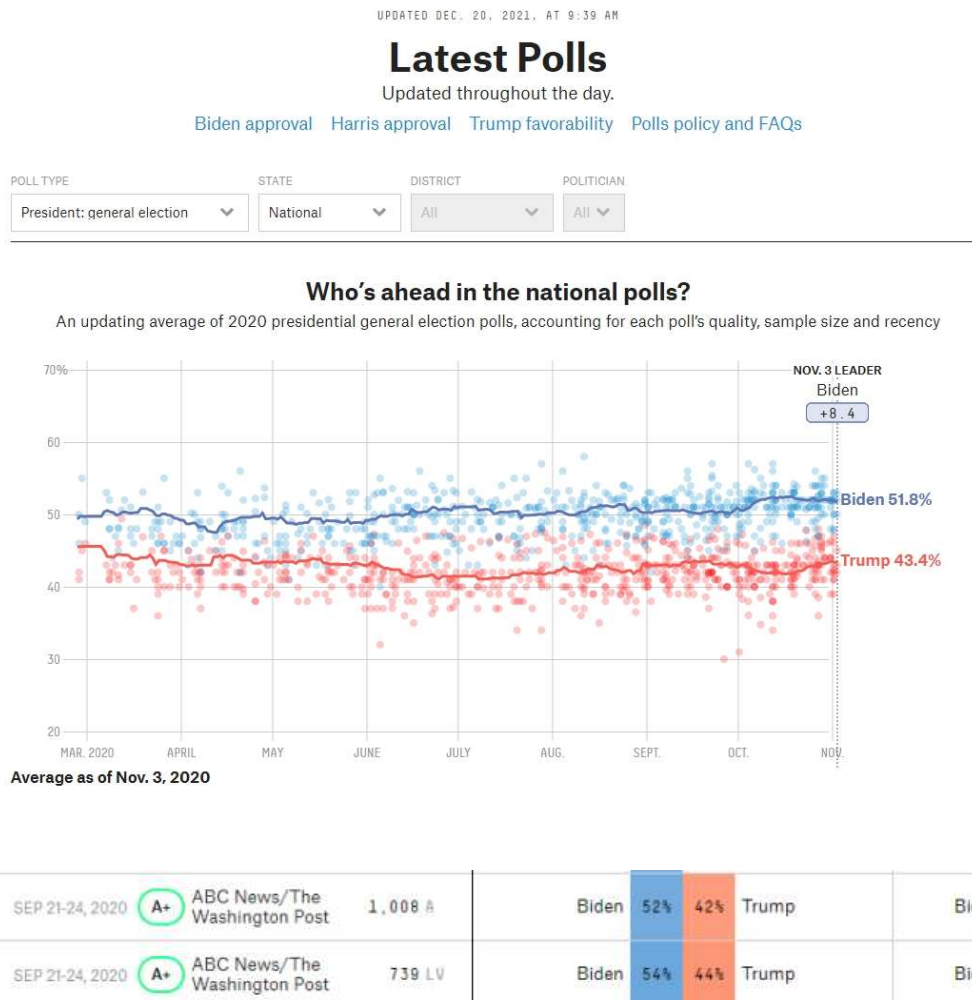 UPDATED DEC. 20, 2021, AT 9:39 AM
Latest Polls
Updated throughout the day.
Biden approval Harris approval Trump favorability Polls policy and FAQs
POLL TYPE STATE DISTRICT POLITICIAN
President: general election National All All
Who's ahead in the national polls?
An updating average of 2020 presidential general election polls, accounting for each poll's quality, sample size and recency
70%
NOV. 3 LEADER
Biden
+8.4
60
50
Biden 51.8%
Trump 43.4%
40
30
20
MAR. 2020 APRIL MAY JUNE JULY AUG. SEPT. OCT. NOV.
Average as of Nov. 3, 2020
SEP 21-24, 2020 A+ ABC News/The
Washington Post 1,008 A Biden 52% 42% Trump Bi
SEP 21-24, 2020 A+ ABC News/The
Washington Post 739 LV Biden 54% 44% Trump Bi